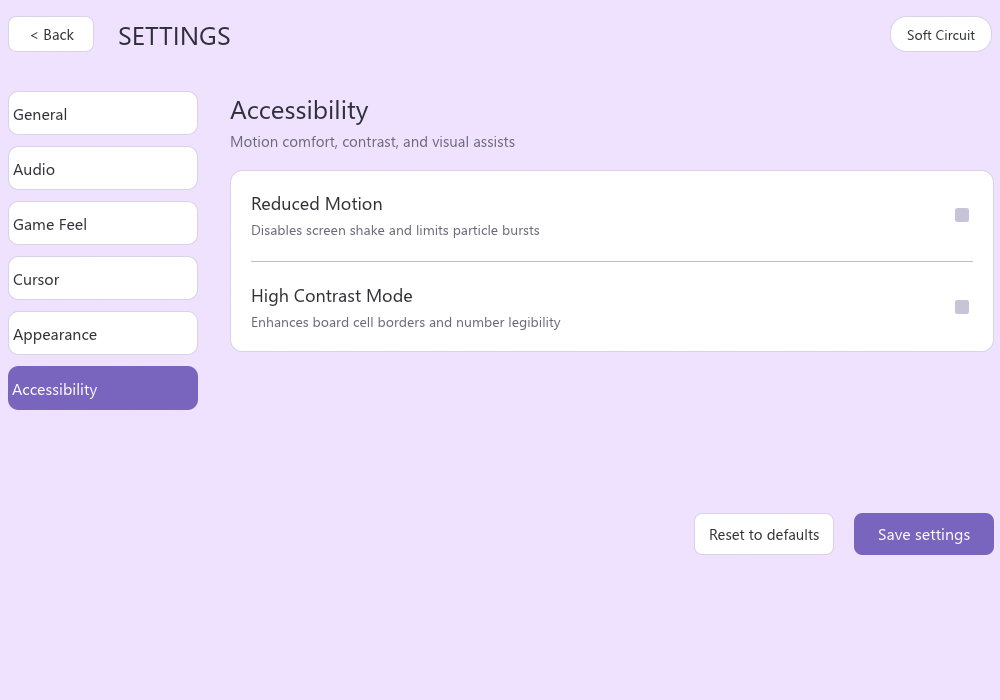 < Back
SETTINGS
Soft Circuit
General
Audio
Game Feel
Cursor
Appearance
Accessibility
Accessibility
Motion comfort, contrast, and visual assists
Reduced Motion
Disables screen shake and limits particle bursts
High Contrast Mode
Enhances board cell borders and number legibility
Reset to defaults
Save settings